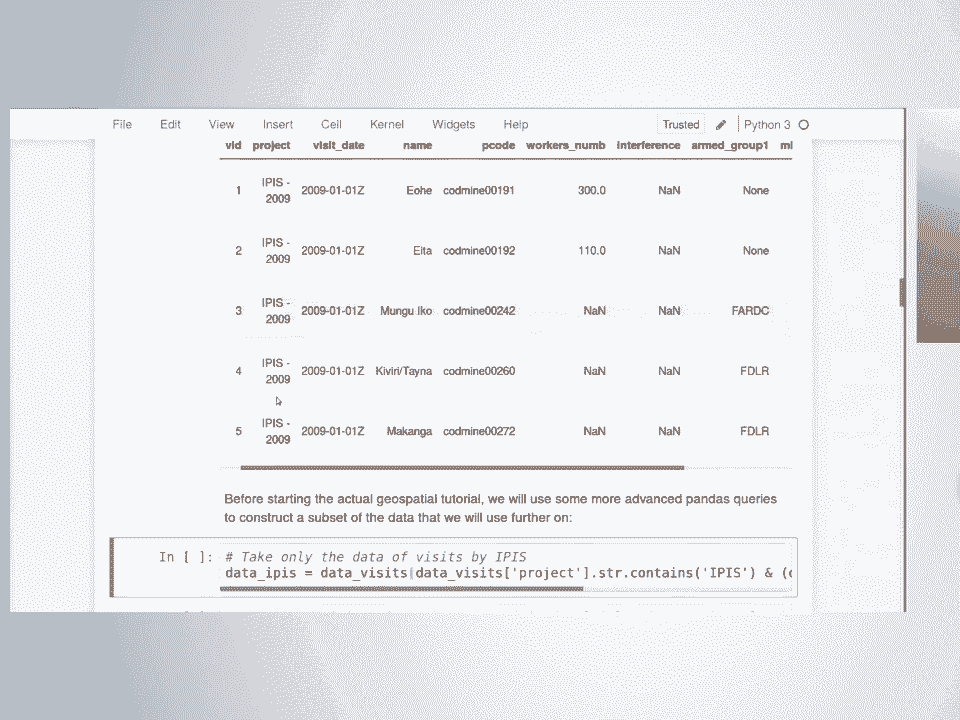 File Edit View Insert Cell Kernel Widgets Help Trusted Python 3
vid project visit_date name pcode workers_numb interference armed_group1
1 IPIS - 2009 2009-01-01Z Eohe codmine00191 300.0 NaN None
2 IPIS - 2009 2009-01-01Z Eita codmine00192 110.0 NaN None
3 IPIS - 2009 2009-01-01Z Mungu Iko codmine00242 NaN NaN FARDC
4 IPIS - 2009 2009-01-01Z Kiviri/Tayna codmine00260 NaN NaN FDLR
5 IPIS - 2009 2009-01-01Z Makanga codmine00272 NaN NaN FDLR
Before starting the actual geospatial tutorial, we will use some more advanced pandas queries
to construct a subset of the data that we will use further on:
In [ ]: # Take only the data of visits by IPIS
data_ipis = data_visits[data_visits['project'].str.contains('IPIS') & (